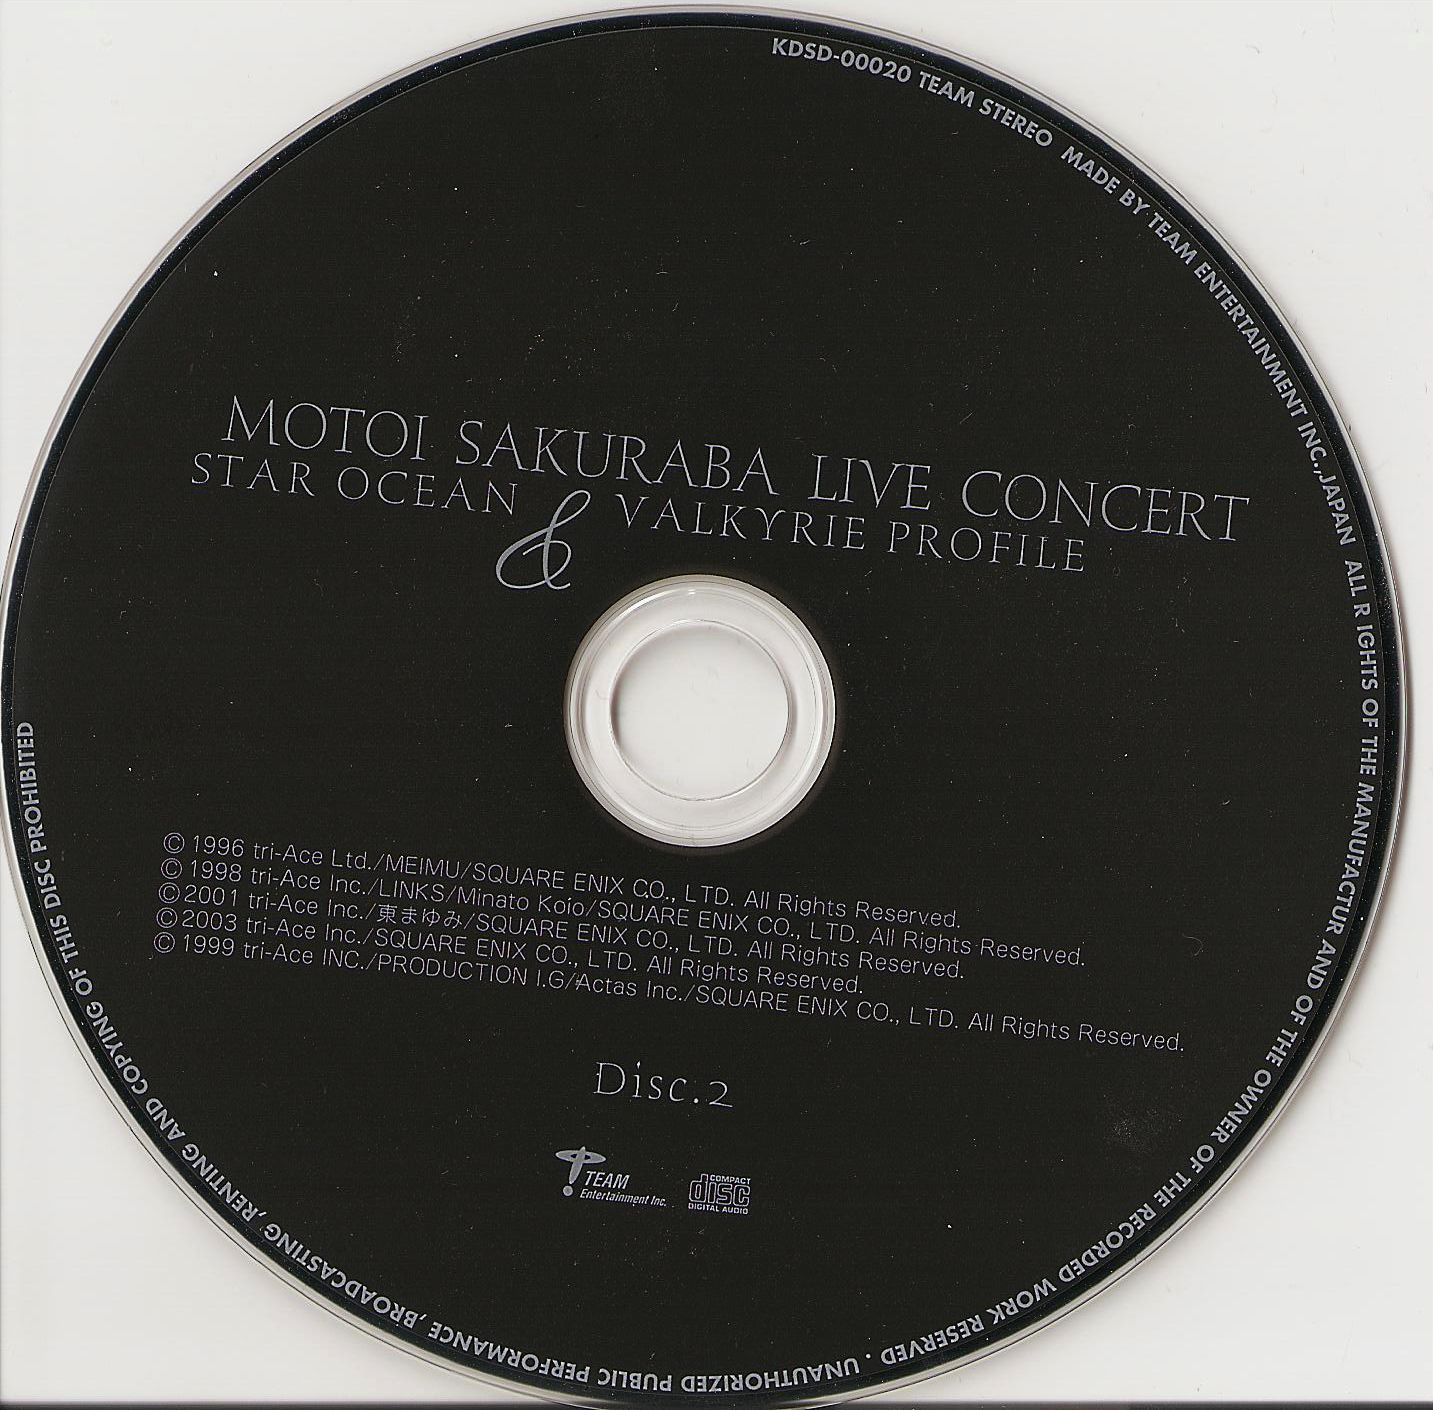 KDSD-00020 TEAM STEREO MADE BY TEAM ENTERTAINMENT INC.,JAPAN ALL R IGHTS OF THE MANUFACTUR AND OF THE OWNER OF THE RECORDED WORK RESERVED . UNAUTHORIZED PUBLIC PERFORMANCE, BROADCASTING, RENTING AND COPYING OF THIS DISC PROHIBITED
MOTOI SAKURABA LIVE CONCERT
STAR OCEAN & VALKYRIE PROFILE
© 1996 tri-Ace Ltd./MEIMU/SQUARE ENIX CO., LTD. All Rights Reserved.
© 1998 tri-Ace Inc./LINKS/Minato Koio/SQUARE ENIX CO., LTD. All Rights Reserved.
©2001 tri-Ace Inc./東まゆみ/SQUARE ENIX CO., LTD. All Rights Reserved.
©2003 tri-Ace Inc./SQUARE ENIX CO., LTD. All Rights Reserved.
© 1999 tri-Ace INC./PRODUCTION I.G/Actas Inc./SQUARE ENIX CO., LTD. All Rights Reserved.
Disc.2
TEAM
Entertainment Inc.
COMPACT
disc
DIGITAL AUDIO